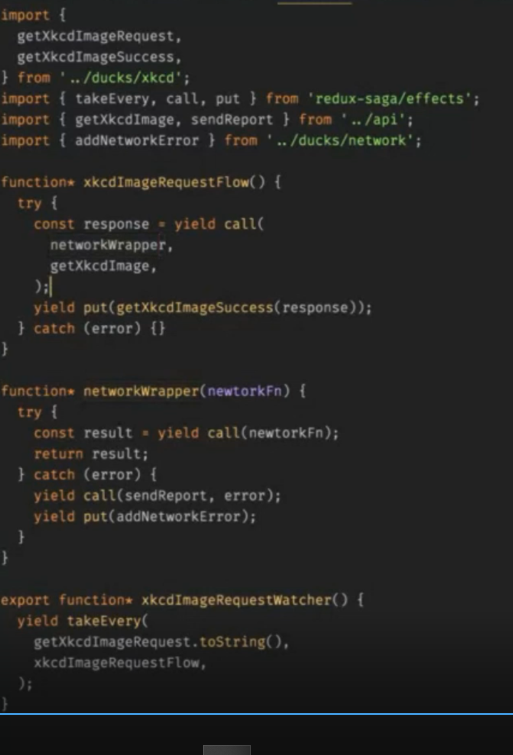 import {
  getXkcdImageRequest,
  getXkcdImageSuccess,
} from '../ducks/xkcd';
import { takeEvery, call, put } from 'redux-saga/effects';
import { getXkcdImage, sendReport } from '../api';
import { addNetworkError } from '../ducks/network';

function* xkcdImageRequestFlow() {
  try {
    const response = yield call(
      networkWrapper,
      getXkcdImage,
    );
    yield put(getXkcdImageSuccess(response));
  } catch (error) {}
}

function* networkWrapper(newtorkFn) {
  try {
    const result = yield call(newtorkFn);
    return result;
  } catch (error) {
    yield call(sendReport, error);
    yield put(addNetworkError);
  }
}

export function* xkcdImageRequestWatcher() {
  yield takeEvery(
    getXkcdImageRequest.toString(),
    xkcdImageRequestFlow,
  );
}